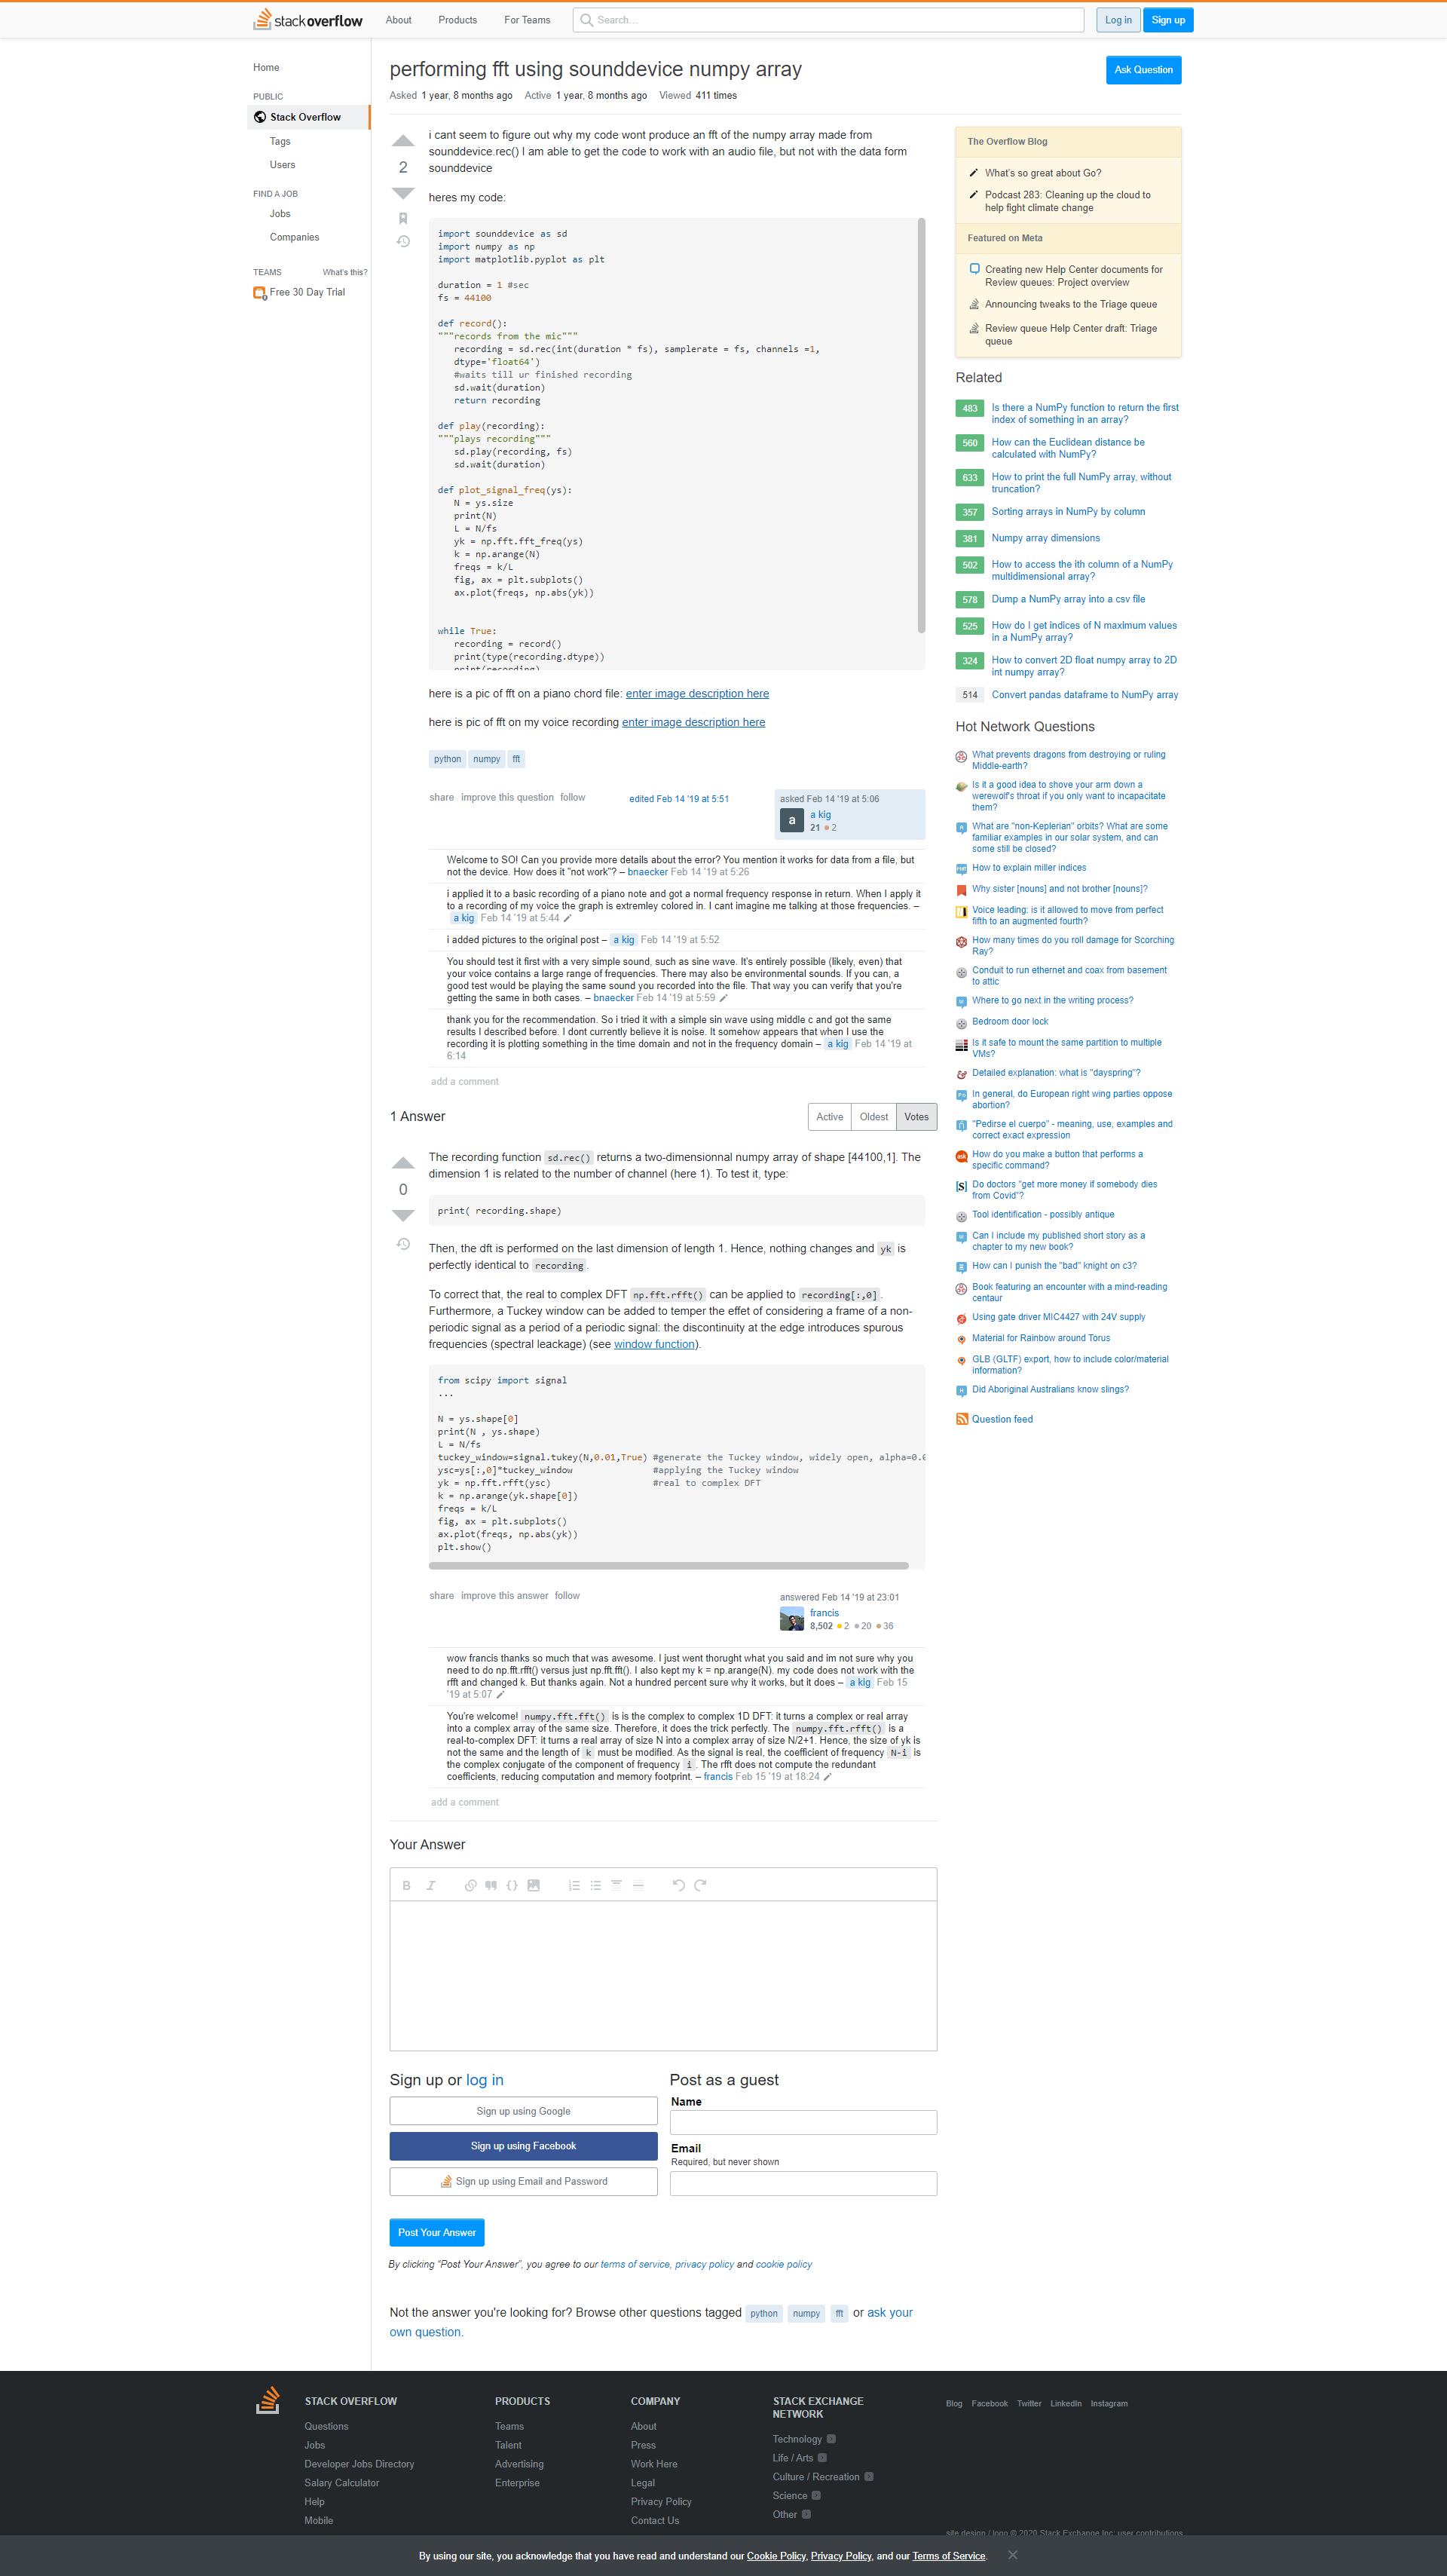 stackoverflow
About
Products
For Teams
Search…
Log in
Sign up
Home
PUBLIC
Stack Overflow
Tags
Users
FIND A JOB
Jobs
Companies
TEAMS
What's this?
Free 30 Day Trial
performing fft using sounddevice numpy array
Ask Question
Asked 1 year, 8 months ago Active 1 year, 8 months ago Viewed 411 times
2
i cant seem to figure out why my code wont produce an fft of the numpy array made from
sounddevice.rec() I am able to get the code to work with an audio file, but not with the data form
sounddevice
heres my code:
import sounddevice as sd
import numpy as np
import matplotlib.pyplot as plt
duration = 1 #sec
fs = 44100
def record():
"""records from the mic"""
recording = sd.rec(int(duration * fs), samplerate = fs, channels =1,
dtype='float64')
#waits till ur finished recording
sd.wait(duration)
return recording
def play(recording):
"""plays recording"""
sd.play(recording, fs)
sd.wait(duration)
def plot_signal_freq(ys):
N = ys.size
print(N)
L = N/fs
yk = np.fft.fft_freq(ys)
k = np.arange(N)
freqs = k/L
fig, ax = plt.subplots()
ax.plot(freqs, np.abs(yk))
while True:
recording = record()
print(type(recording.dtype))
print(recording)
here is a pic of fft on a piano chord file: enter image description here
here is pic of fft on my voice recording enter image description here
python numpy fft
share improve this question follow
edited Feb 14 '19 at 5:51
asked Feb 14 '19 at 5:06
a
a kig
21 2
Welcome to SO! Can you provide more details about the error? You mention it works for data from a file, but
not the device. How does it "not work"? – bnaecker Feb 14 '19 at 5:26
i applied it to a basic recording of a piano note and got a normal frequency response in return. When I apply it
to a recording of my voice the graph is extremley colored in. I cant imagine me talking at those frequencies. –
a kig Feb 14 '19 at 5:44
i added pictures to the original post – a kig Feb 14 '19 at 5:52
You should test it first with a very simple sound, such as sine wave. It's entirely possible (likely, even) that
your voice contains a large range of frequencies. There may also be environmental sounds. If you can, a
good test would be playing the same sound you recorded into the file. That way you can verify that you're
getting the same in both cases. – bnaecker Feb 14 '19 at 5:59
thank you for the recommendation. So i tried it with a simple sin wave using middle c and got the same
results I described before. I dont currently believe it is noise. It somehow appears that when I use the
recording it is plotting something in the time domain and not in the frequency domain – a kig Feb 14 '19 at
6:14
add a comment
1 Answer
Active Oldest Votes
0
The recording function sd.rec() returns a two-dimensionnal numpy array of shape [44100,1]. The
dimension 1 is related to the number of channel (here 1). To test it, type:
print( recording.shape)
Then, the dft is performed on the last dimension of length 1. Hence, nothing changes and yk is
perfectly identical to recording.
To correct that, the real to complex DFT np.fft.rfft() can be applied to recording[:,0].
Furthermore, a Tuckey window can be added to temper the effet of considering a frame of a non-
periodic signal as a period of a periodic signal: the discontinuity at the edge introduces spurous
frequencies (spectral leackage) (see window function).
from scipy import signal
...
N = ys.shape[0]
print(N , ys.shape)
L = N/fs
tuckey_window=signal.tukey(N,0.01,True) #generate the Tuckey window, widely open, alpha=0.0
ysc=ys[:,0]*tuckey_window #applying the Tuckey window
yk = np.fft.rfft(ysc) #real to complex DFT
k = np.arange(yk.shape[0])
freqs = k/L
fig, ax = plt.subplots()
ax.plot(freqs, np.abs(yk))
plt.show()
share improve this answer follow
answered Feb 14 '19 at 23:01
francis
8,502 2 20 36
wow francis thanks so much that was awesome. I just went thorught what you said and im not sure why you
need to do np.fft.rfft() versus just np.fft.fft(). I also kept my k = np.arange(N). my code does not work with the
rfft and changed k. But thanks again. Not a hundred percent sure why it works, but it does – a kig Feb 15
'19 at 5:07
You're welcome! numpy.fft.fft() is is the complex to complex 1D DFT: it turns a complex or real array
into a complex array of the same size. Therefore, it does the trick perfectly. The numpy.fft.rfft() is a
real-to-complex DFT: it turns a real array of size N into a complex array of size N/2+1. Hence, the size of yk is
not the same and the length of k must be modified. As the signal is real, the coefficient of frequency N-i is
the complex conjugate of the component of frequency i. The rfft does not compute the redundant
coefficients, reducing computation and memory footprint. – francis Feb 15 '19 at 18:24
add a comment
Your Answer
Sign up or log in
Sign up using Google
Sign up using Facebook
Sign up using Email and Password
Post as a guest
Name
Email
Required, but never shown
Post Your Answer
By clicking "Post Your Answer", you agree to our terms of service, privacy policy and cookie policy
Not the answer you're looking for? Browse other questions tagged python numpy fft or ask your
own question.
The Overflow Blog
What's so great about Go?
Podcast 283: Cleaning up the cloud to
help fight climate change
Featured on Meta
Creating new Help Center documents for
Review queues: Project overview
Announcing tweaks to the Triage queue
Review queue Help Center draft: Triage
queue
Related
483 Is there a NumPy function to return the first
index of something in an array?
560 How can the Euclidean distance be
calculated with NumPy?
633 How to print the full NumPy array, without
truncation?
357 Sorting arrays in NumPy by column
381 Numpy array dimensions
502 How to access the ith column of a NumPy
multidimensional array?
578 Dump a NumPy array into a csv file
525 How do I get indices of N maximum values
in a NumPy array?
324 How to convert 2D float numpy array to 2D
int numpy array?
514 Convert pandas dataframe to NumPy array
Hot Network Questions
What prevents dragons from destroying or ruling
Middle-earth?
Is it a good idea to shove your arm down a
werewolf's throat if you only want to incapacitate
them?
What are "non-Keplerian" orbits? What are some
familiar examples in our solar system, and can
some still be closed?
How to explain miller indices
Why sister [nouns] and not brother [nouns]?
Voice leading: is it allowed to move from perfect
fifth to an augmented fourth?
How many times do you roll damage for Scorching
Ray?
Conduit to run ethernet and coax from basement
to attic
Where to go next in the writing process?
Bedroom door lock
Is it safe to mount the same partition to multiple
VMs?
Detailed explanation: what is "dayspring"?
In general, do European right wing parties oppose
abortion?
"Pedirse el cuerpo" - meaning, use, examples and
correct exact expression
How do you make a button that performs a
specific command?
Do doctors "get more money if somebody dies
from Covid"?
Tool identification - possibly antique
Can I include my published short story as a
chapter to my new book?
How can I punish the "bad" knight on c3?
Book featuring an encounter with a mind-reading
centaur
Using gate driver MIC4427 with 24V supply
Material for Rainbow around Torus
GLB (GLTF) export, how to include color/material
information?
Did Aboriginal Australians know slings?
Question feed
STACK OVERFLOW
Questions
Jobs
Developer Jobs Directory
Salary Calculator
Help
Mobile
PRODUCTS
Teams
Talent
Advertising
Enterprise
COMPANY
About
Press
Work Here
Legal
Privacy Policy
Contact Us
STACK EXCHANGE
NETWORK
Technology
Life / Arts
Culture / Recreation
Science
Other
Blog Facebook Twitter LinkedIn Instagram
site design / logo © 2020 Stack Exchange Inc; user contributions
By using our site, you acknowledge that you have read and understand our Cookie Policy, Privacy Policy, and our Terms of Service.